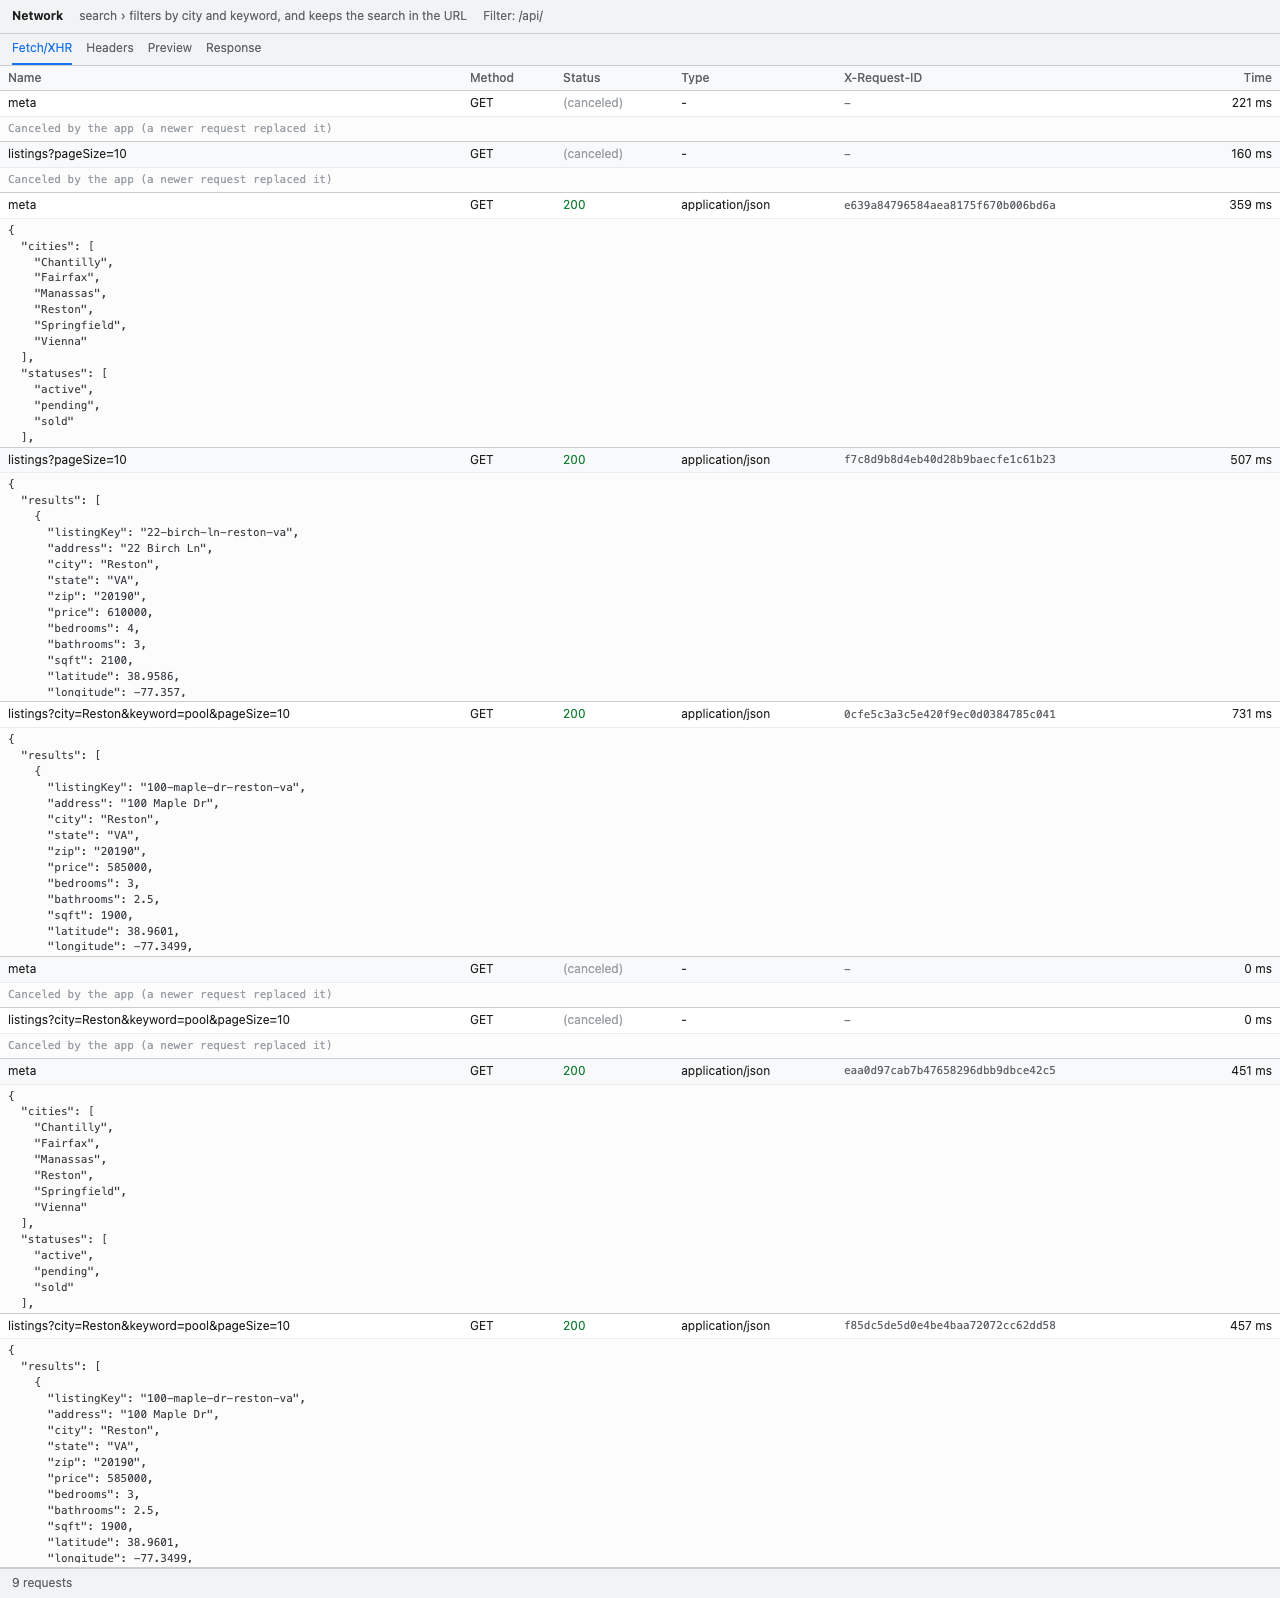 Network search › filters by city and keyword, and keeps the search in the URL Filter: /api/
Fetch/XHR Headers Preview Response
Name Method Status Type X-Request-ID Time
meta GET (canceled) - – 221 ms
Canceled by the app (a newer request replaced it)
listings?pageSize=10 GET (canceled) - – 160 ms
Canceled by the app (a newer request replaced it)
meta GET 200 application/json e639a84796584aea8175f670b006bd6a 359 ms
{
"cities": [
"Chantilly",
"Fairfax",
"Manassas",
"Reston",
"Springfield",
"Vienna"
],
"statuses": [
"active",
"pending",
"sold"
],
listings?pageSize=10 GET 200 application/json f7c8d9b8d4eb40d28b9baecfe1c61b23 507 ms
{
"results": [
{
"listingKey": "22-birch-ln-reston-va",
"address": "22 Birch Ln",
"city": "Reston",
"state": "VA",
"zip": "20190",
"price": 610000,
"bedrooms": 4,
"bathrooms": 3,
"sqft": 2100,
"latitude": 38.9586,
"longitude": -77.357,
listings?city=Reston&keyword=pool&pageSize=10 GET 200 application/json 0cfe5c3a3c5e420f9ec0d0384785c041 731 ms
{
"results": [
{
"listingKey": "100-maple-dr-reston-va",
"address": "100 Maple Dr",
"city": "Reston",
"state": "VA",
"zip": "20190",
"price": 585000,
"bedrooms": 3,
"bathrooms": 2.5,
"sqft": 1900,
"latitude": 38.9601,
"longitude": -77.3499,
meta GET (canceled) - – 0 ms
Canceled by the app (a newer request replaced it)
listings?city=Reston&keyword=pool&pageSize=10 GET (canceled) - – 0 ms
Canceled by the app (a newer request replaced it)
meta GET 200 application/json eaa0d97cab7b47658296dbb9dbce42c5 451 ms
{
"cities": [
"Chantilly",
"Fairfax",
"Manassas",
"Reston",
"Springfield",
"Vienna"
],
"statuses": [
"active",
"pending",
"sold"
],
listings?city=Reston&keyword=pool&pageSize=10 GET 200 application/json f85dc5de5d0e4be4baa72072cc62dd58 457 ms
{
"results": [
{
"listingKey": "100-maple-dr-reston-va",
"address": "100 Maple Dr",
"city": "Reston",
"state": "VA",
"zip": "20190",
"price": 585000,
"bedrooms": 3,
"bathrooms": 2.5,
"sqft": 1900,
"latitude": 38.9601,
"longitude": -77.3499,
9 requests